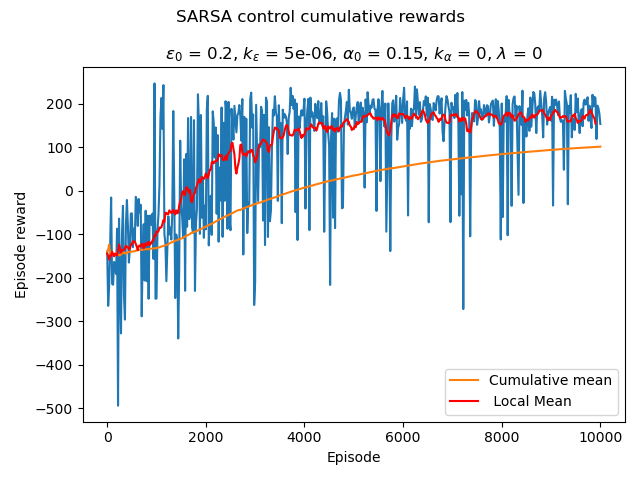 SARSA control cumulative rewards
ε₀ = 0.2, kε = 5e-06, α₀ = 0.15, kα = 0, λ = 0
Episode reward
200
100
0
−100
−200
−300
−400
−500
Cumulative mean
Local Mean
0
2000
4000
6000
8000
10000
Episode